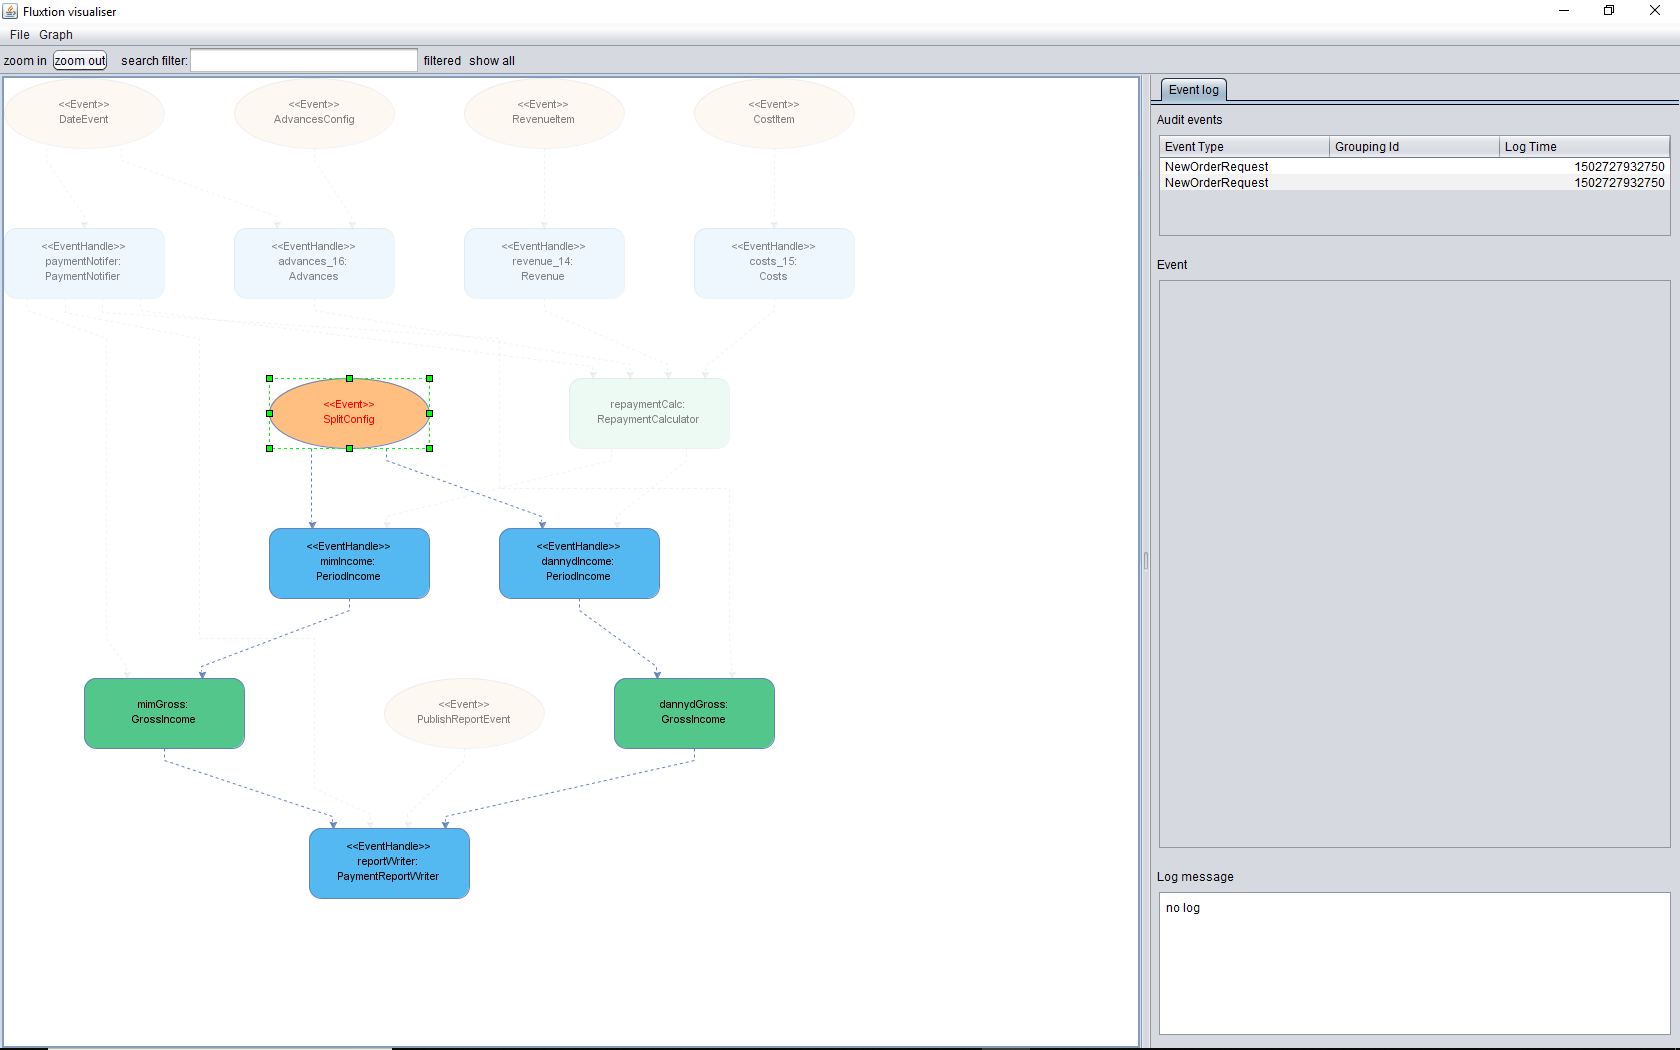 Fluxtion visualiser
File Graph
zoom in zoom out search filter: filtered show all
<<Event>>
DateEvent
<<Event>>
AdvancesConfig
<<Event>>
RevenueItem
<<Event>>
CostItem
<<EventHandle>>
paymentNotifer:
PaymentNotifier
<<EventHandle>>
advances_16:
Advances
<<EventHandle>>
revenue_14:
Revenue
<<EventHandle>>
costs_15:
Costs
<<Event>>
SplitConfig
repaymentCalc:
RepaymentCalculator
<<EventHandle>>
mimIncome:
PeriodIncome
<<EventHandle>>
dannydIncome:
PeriodIncome
mimGross:
GrossIncome
<<Event>>
PublishReportEvent
dannydGross:
GrossIncome
<<EventHandle>>
reportWriter:
PaymentReportWriter
Event log
Audit events
Event Type Grouping Id Log Time
NewOrderRequest 1502727932750
NewOrderRequest 1502727932750
Event
Log message
no log